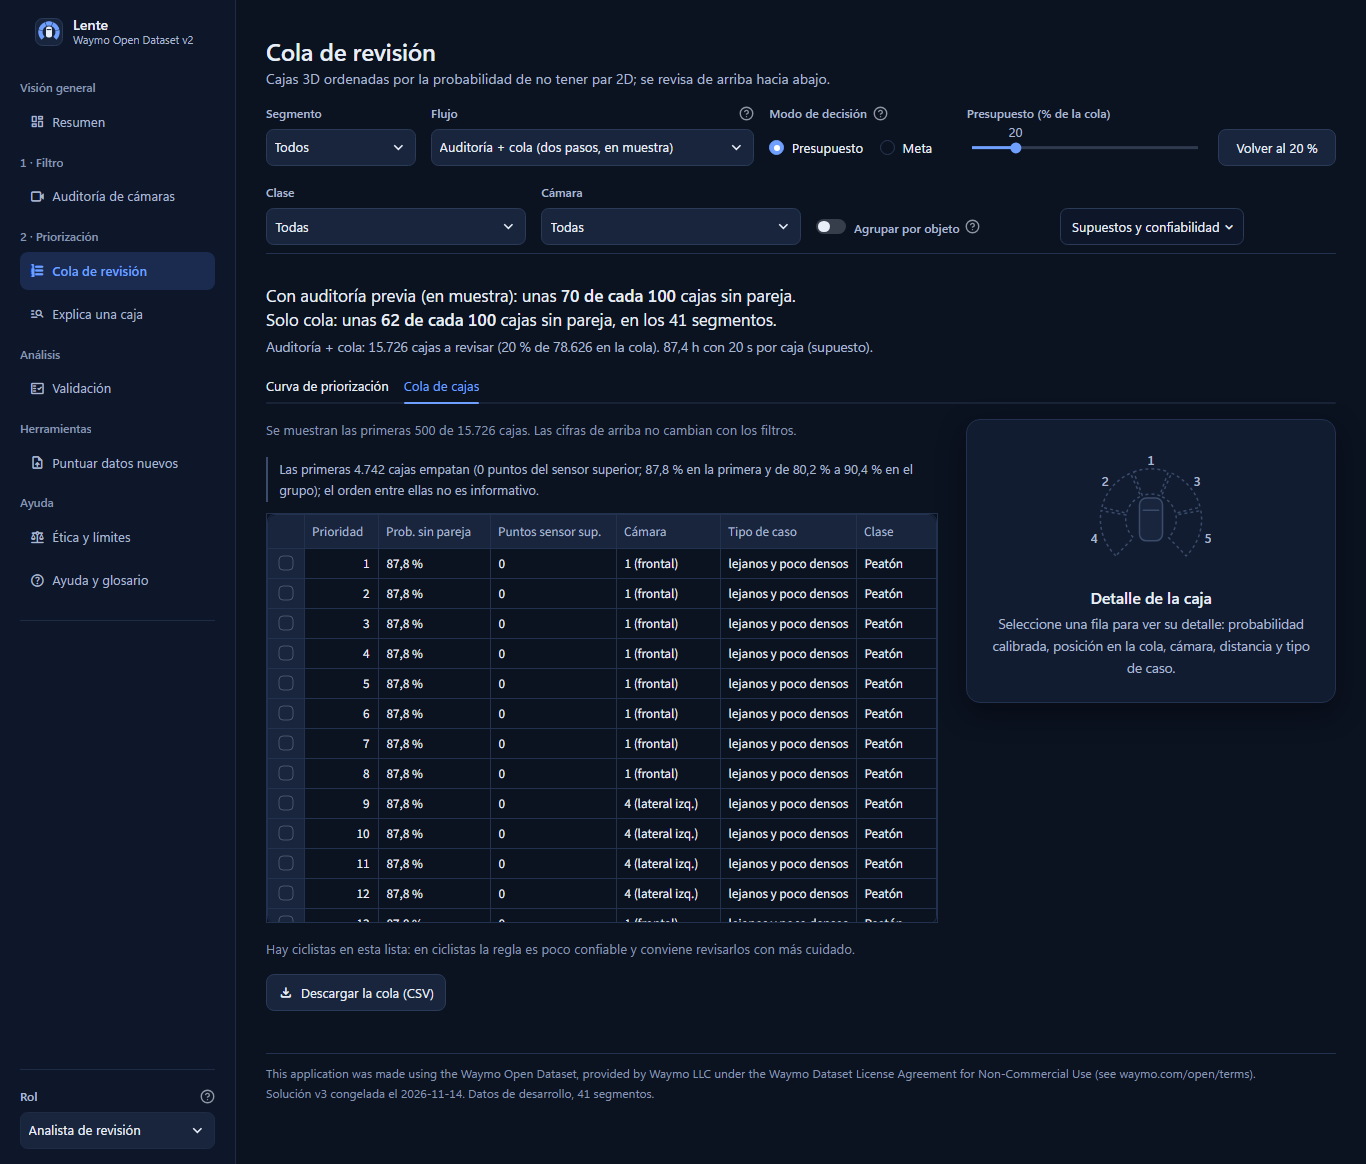 Lente
Waymo Open Dataset v2
Visión general
Resumen
1 · Filtro
Auditoría de cámaras
2 · Priorización
Cola de revisión
Explica una caja
Análisis
Validación
Herramientas
Puntuar datos nuevos
Ayuda
Ética y límites
Ayuda y glosario
Rol
Analista de revisión
Cola de revisión
Cajas 3D ordenadas por la probabilidad de no tener par 2D; se revisa de arriba hacia abajo.
Segmento
Todos
Flujo
Auditoría + cola (dos pasos, en muestra)
Modo de decisión
Presupuesto
Meta
Presupuesto (% de la cola)
20
Volver al 20 %
Clase
Todas
Cámara
Todas
Agrupar por objeto
Supuestos y confiabilidad
Con auditoría previa (en muestra): unas 70 de cada 100 cajas sin pareja.
Solo cola: unas 62 de cada 100 cajas sin pareja, en los 41 segmentos.
Auditoría + cola: 15.726 cajas a revisar (20 % de 78.626 en la cola). 87,4 h con 20 s por caja (supuesto).
Curva de priorización
Cola de cajas
Se muestran las primeras 500 de 15.726 cajas. Las cifras de arriba no cambian con los filtros.
Las primeras 4.742 cajas empatan (0 puntos del sensor superior; 87,8 % en la primera y de 80,2 % a 90,4 % en el
grupo); el orden entre ellas no es informativo.
Prioridad Prob. sin pareja Puntos sensor sup. Cámara Tipo de caso Clase
1 87,8 % 0 1 (frontal) lejanos y poco densos Peatón
2 87,8 % 0 1 (frontal) lejanos y poco densos Peatón
3 87,8 % 0 1 (frontal) lejanos y poco densos Peatón
4 87,8 % 0 1 (frontal) lejanos y poco densos Peatón
5 87,8 % 0 1 (frontal) lejanos y poco densos Peatón
6 87,8 % 0 1 (frontal) lejanos y poco densos Peatón
7 87,8 % 0 1 (frontal) lejanos y poco densos Peatón
8 87,8 % 0 1 (frontal) lejanos y poco densos Peatón
9 87,8 % 0 4 (lateral izq.) lejanos y poco densos Peatón
10 87,8 % 0 4 (lateral izq.) lejanos y poco densos Peatón
11 87,8 % 0 4 (lateral izq.) lejanos y poco densos Peatón
12 87,8 % 0 4 (lateral izq.) lejanos y poco densos Peatón
1
2
3
4
5
Detalle de la caja
Seleccione una fila para ver su detalle: probabilidad
calibrada, posición en la cola, cámara, distancia y tipo
de caso.
Hay ciclistas en esta lista: en ciclistas la regla es poco confiable y conviene revisarlos con más cuidado.
Descargar la cola (CSV)
This application was made using the Waymo Open Dataset, provided by Waymo LLC under the Waymo Dataset License Agreement for Non-Commercial Use (see waymo.com/open/terms).
Solución v3 congelada el 2026-11-14. Datos de desarrollo, 41 segmentos.